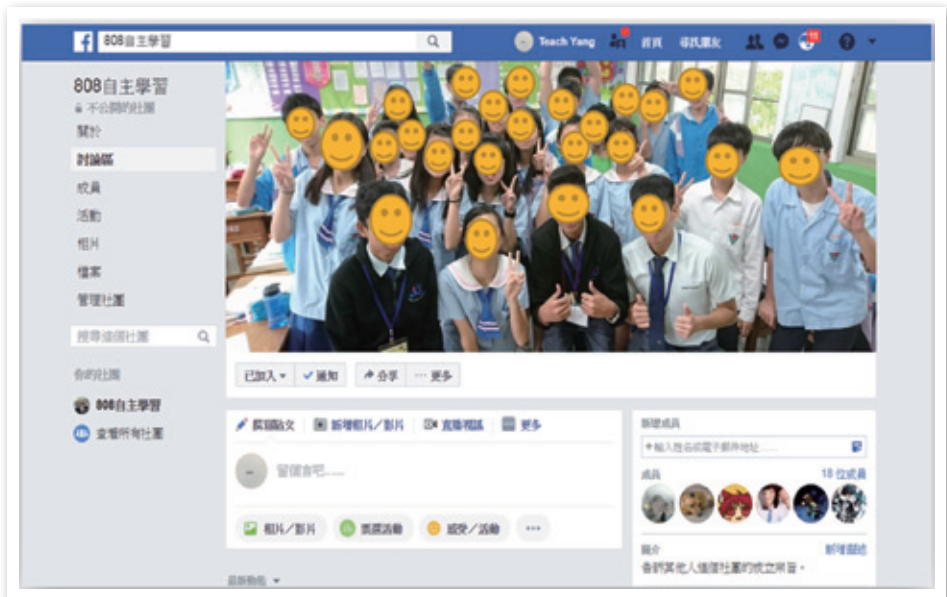 808自主學習
Teach Yang
首頁
尋找朋友
808自主學習
不公開的社團
關於
討論區
成員
活動
相片
檔案
管理社團
搜尋這個社團
你的社團
808自主學習
查看所有社團
已加入
通知
分享
更多
撰寫貼文
新增相片／影片
直播視訊
更多
留個言吧......
相片／影片
票選活動
感受／活動
最新動態
新增成員
+輸入姓名或電子郵件地址......
成員
18 位成員
簡介
新增描述
告訴其他人這個社團的成立宗旨。